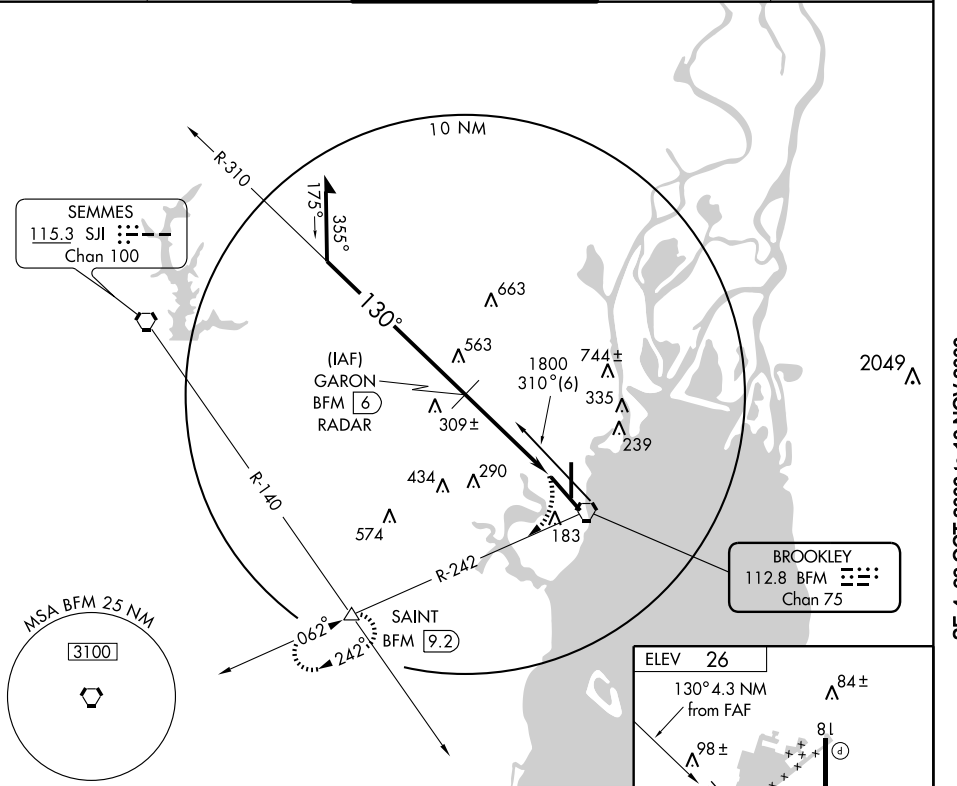 10 NM
R-310
SEMMES
115.3 SJI
Chan 100
175°
355°
130°
663
563
(IAF)
GARON
BFM 6
RADAR
309±
1800
310°(6)
744±
335
239
2049
434
290
574
183
R-140
R-242
BROOKLEY
112.8 BFM
Chan 75
SAINT
BFM 9.2
062°
242°
MSA BFM 25 NM
3100
ELEV 26
130° 4.3 NM
from FAF
84±
98±
18
P